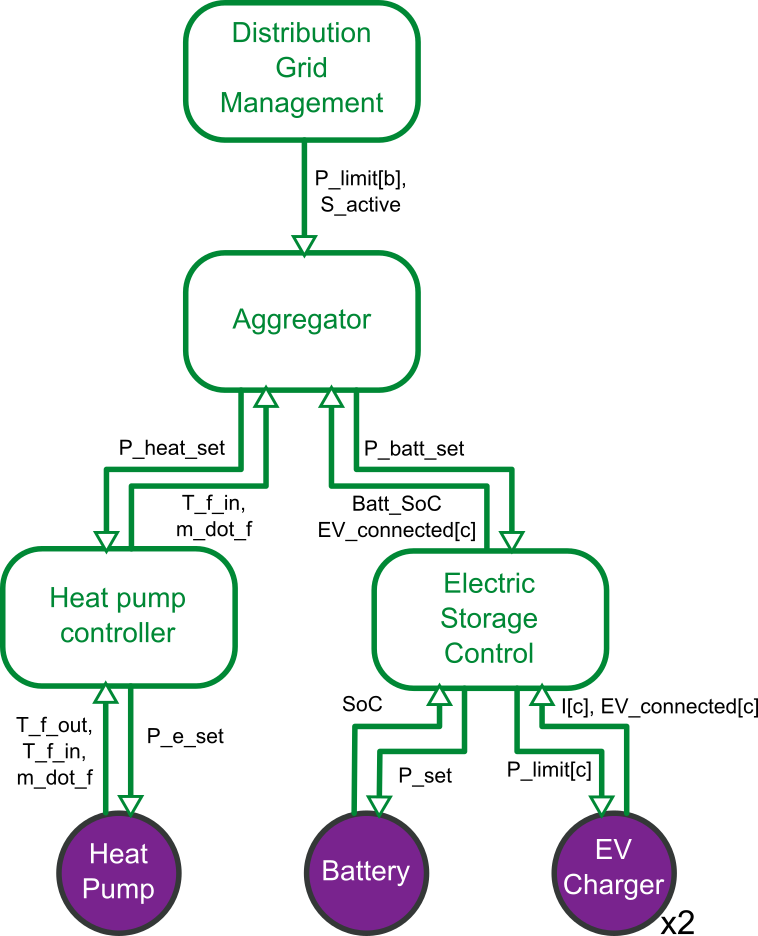 Distribution
Grid
Management
P_limit[b],
S_active
Aggregator
P_heat_set
P_batt_set
T_f_in,
m_dot_f
Batt_SoC
EV_connected[c]
Heat pump
controller
Electric
Storage
Control
T_f_out,
T_f_in,
m_dot_f
P_e_set
SoC
I[c], EV_connected[c]
P_set
P_limit[c]
Heat
Pump
Battery
EV
Charger
x2